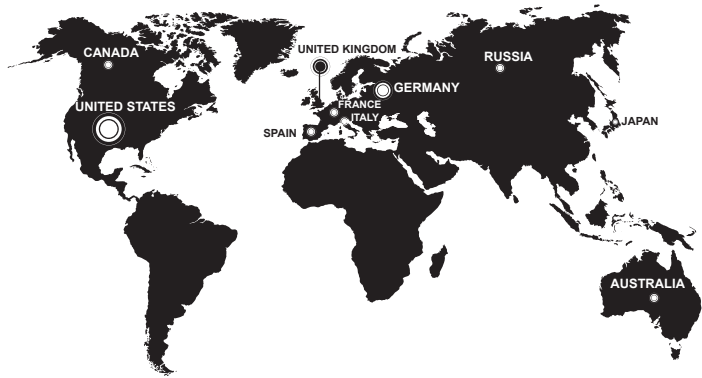 CANADA
UNITED KINGDOM
RUSSIA
GERMANY
UNITED STATES
FRANCE
ITALY
SPAIN
JAPAN
AUSTRALIA